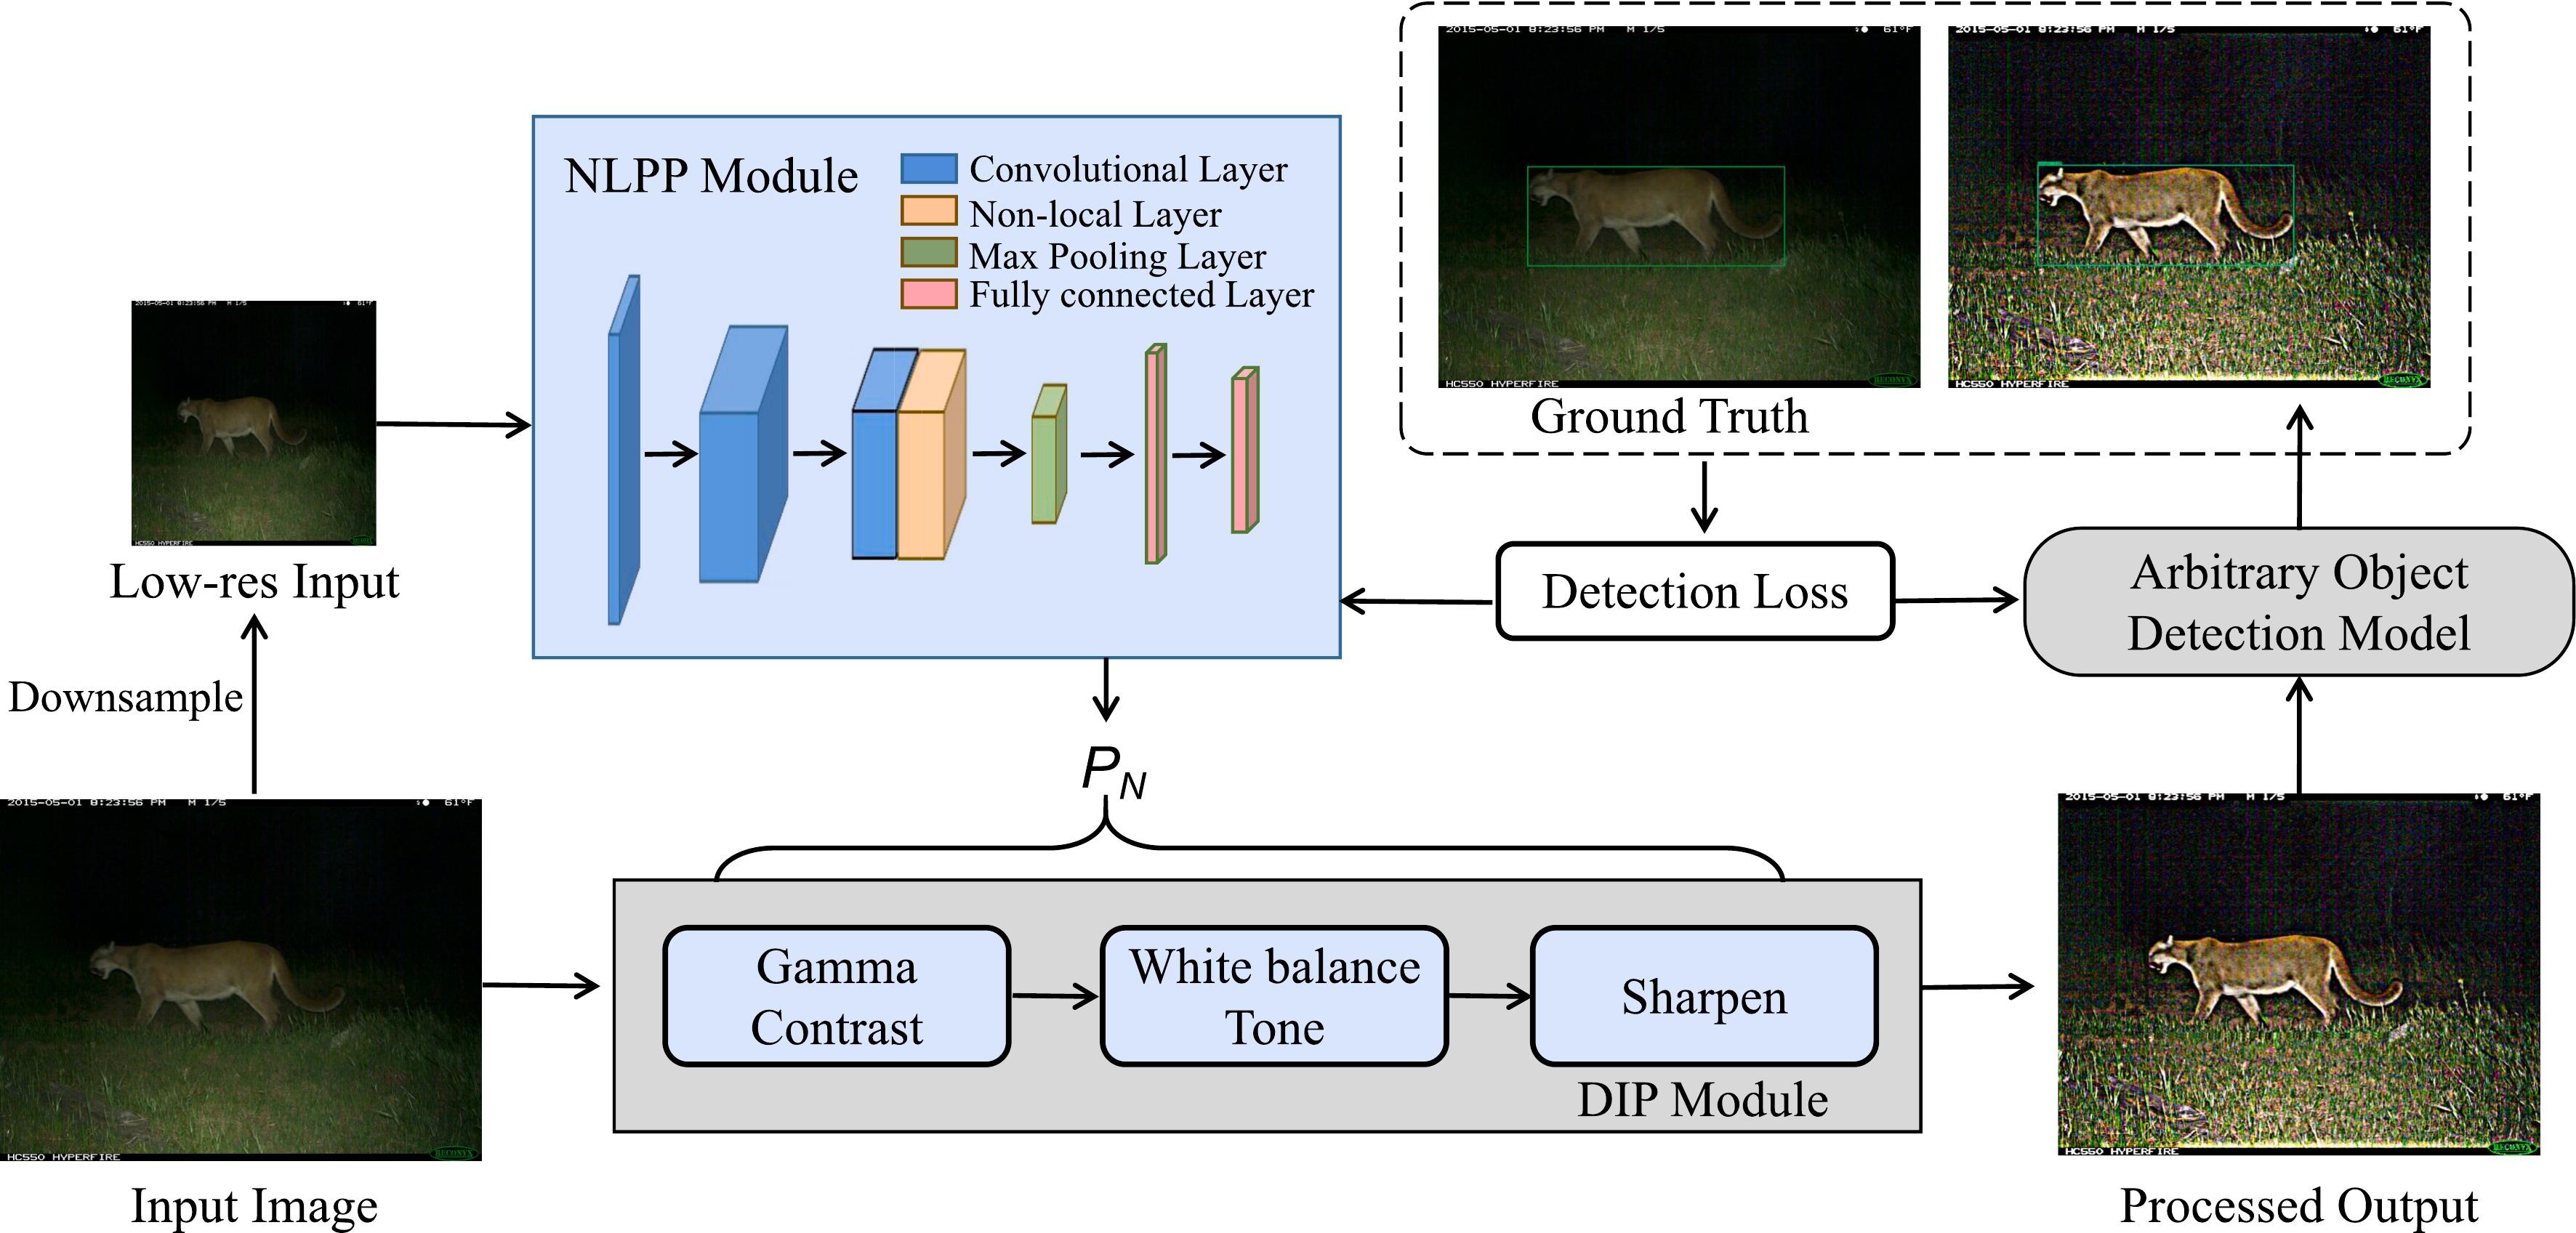 2015-05-01 8:23:56 PM M 1/5 61°F
2015-05-01 8:23:56 PM M 1/5 61°F
HC550 HYPERFIRE RECONYX
HC550 HYPERFIRE RECONYX
Ground Truth
NLPP Module
Convolutional Layer
Non-local Layer
Max Pooling Layer
Fully connected Layer
2015-05-01 8:23:56 PM M 1/5 61°F
HC550 HYPERFIRE
Low-res Input
Downsample
Detection Loss
Arbitrary Object
Detection Model
P_N
2015-05-01 8:23:56 PM M 1/5 61°F
HC550 HYPERFIRE RECONYX
Input Image
Gamma
Contrast
White balance
Tone
Sharpen
DIP Module
2015-05-01 8:23:56 PM M 1/5 61°F
HC550 HYPERFIRE RECONYX
Processed Output